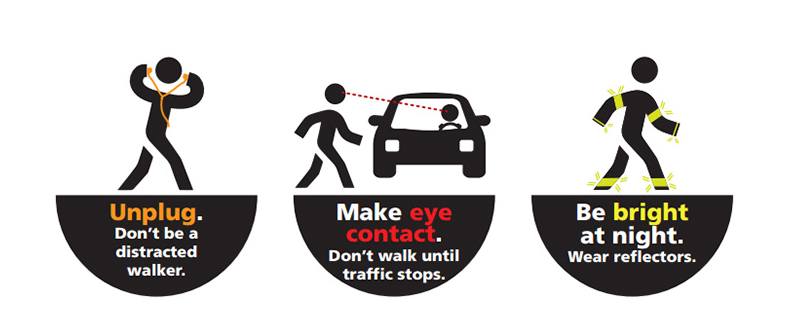 Unplug.
Don't be a
distracted
walker.
Make eye
contact.
Don't walk until
traffic stops.
Be bright
at night.
Wear reflectors.